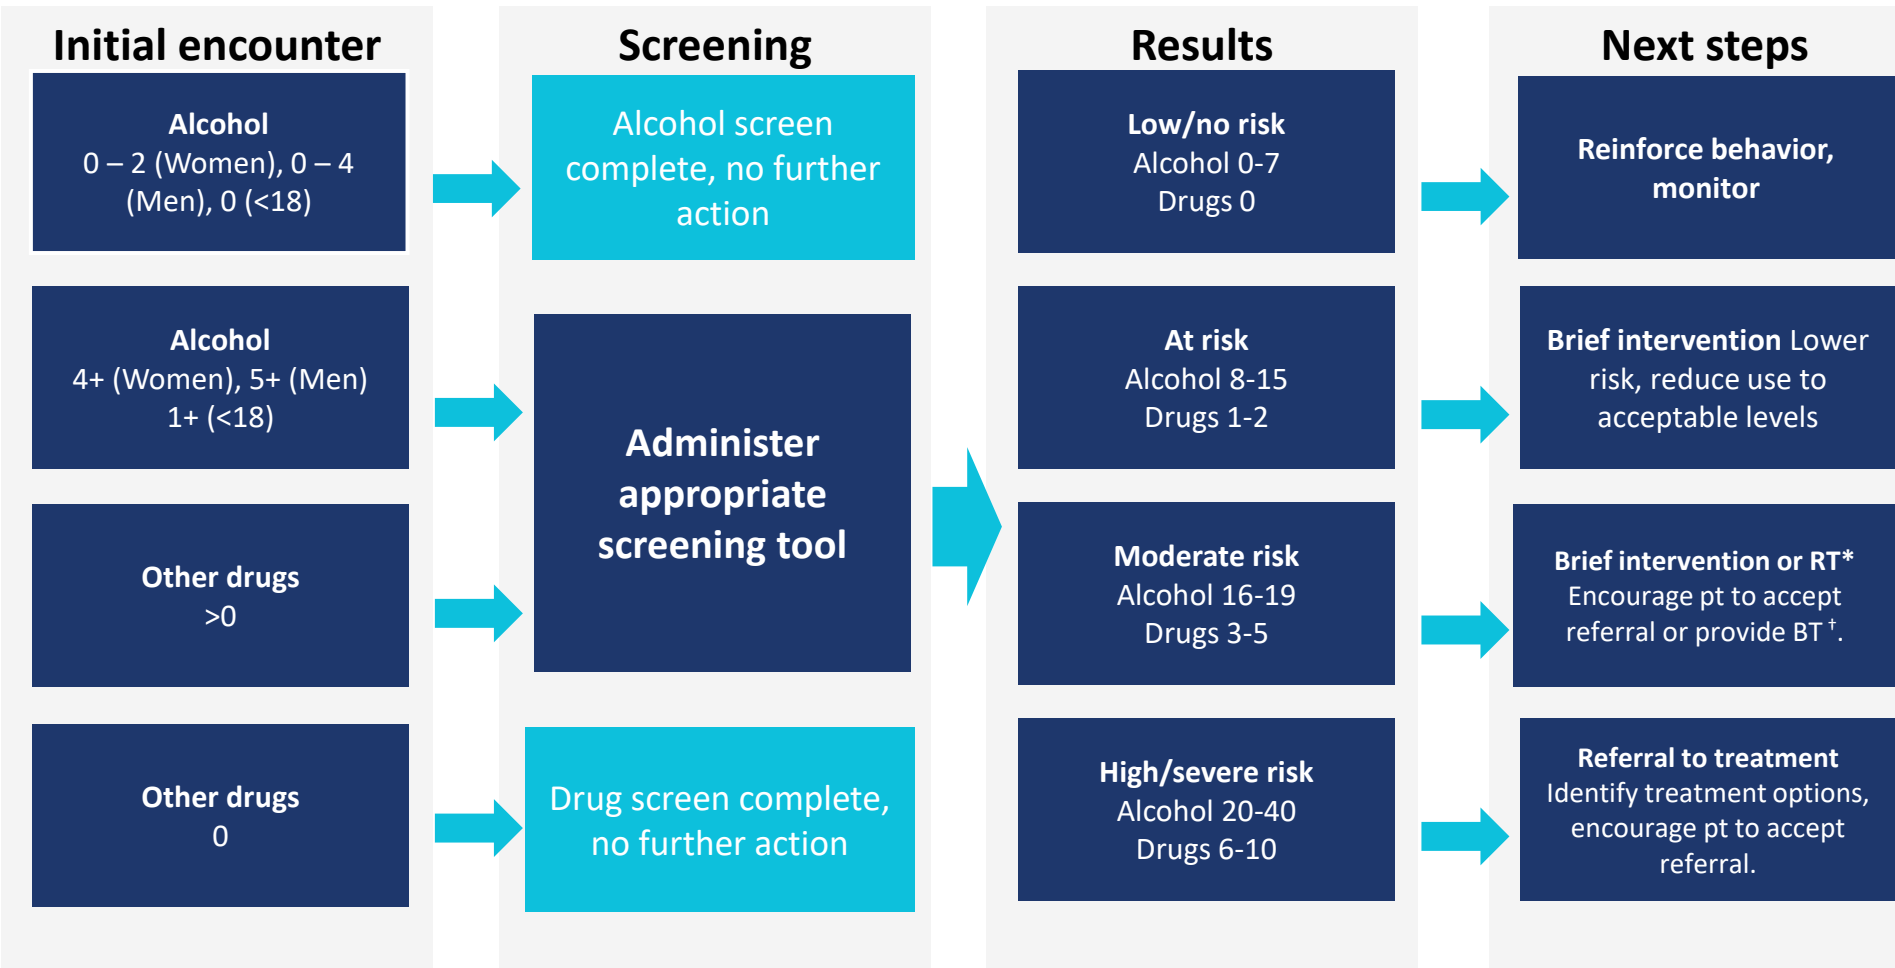 Initial encounter
Alcohol
0 – 2 (Women), 0 – 4
(Men), 0 (<18)
Alcohol
4+ (Women), 5+ (Men)
1+ (<18)
Other drugs
>0
Other drugs
0
Screening
Alcohol screen
complete, no further
action
Administer
appropriate
screening tool
Drug screen complete,
no further action
Results
Low/no risk
Alcohol 0-7
Drugs 0
At risk
Alcohol 8-15
Drugs 1-2
Moderate risk
Alcohol 16-19
Drugs 3-5
High/severe risk
Alcohol 20-40
Drugs 6-10
Next steps
Reinforce behavior,
monitor
Brief intervention Lower
risk, reduce use to
acceptable levels
Brief intervention or RT*
Encourage pt to accept
referral or provide BT †.
Referral to treatment
Identify treatment options,
encourage pt to accept
referral.